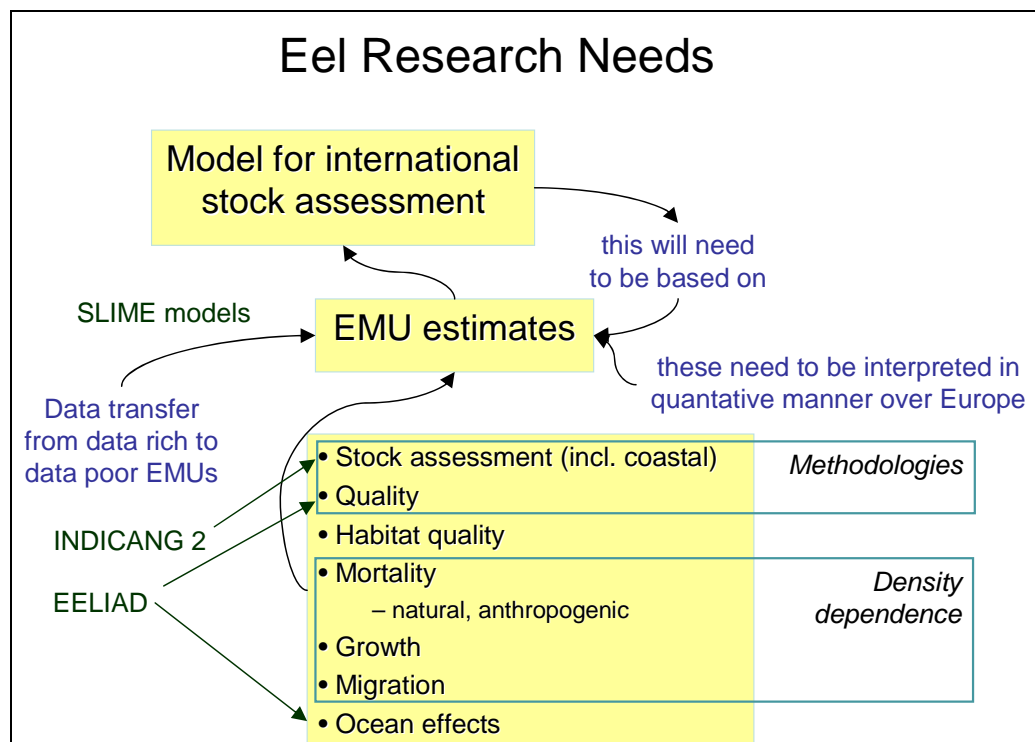 Eel Research Needs
Model for international
stock assessment
this will need
to be based on
SLIME models
EMU estimates
these need to be interpreted in
quantative manner over Europe
Data transfer
from data rich to
data poor EMUs
• Stock assessment (incl. coastal)
Methodologies
• Quality
INDICANG 2
• Habitat quality
• Mortality
Density
dependence
EELIAD
– natural, anthropogenic
• Growth
• Migration
• Ocean effects